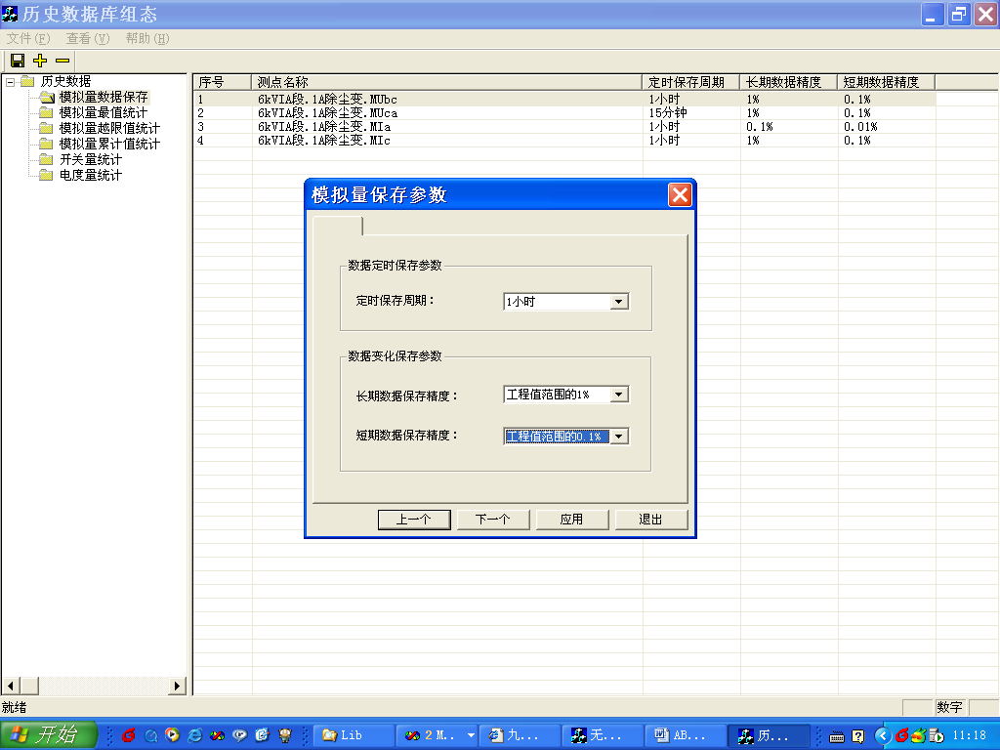 历史数据库组态
文件(F) 查看(V) 帮助(H)
历史数据
模拟量数据保存
模拟量最值统计
模拟量越限值统计
模拟量累计值统计
开关量统计
电度量统计
序号 测点名称 定时保存周期 长期数据精度 短期数据精度
1 6kVIA段.1A除尘变.MUbc 1小时 1% 0.1%
2 6kVIA段.1A除尘变.MUca 15分钟 1% 0.1%
3 6kVIA段.1A除尘变.MIa 1小时 0.1% 0.01%
4 6kVIA段.1A除尘变.MIc 1小时 1% 0.1%
模拟量保存参数
数据定时保存参数
定时保存周期： 1小时
数据变化保存参数
长期数据保存精度： 工程值范围的1%
短期数据保存精度： 工程值范围的0.1%
上一个 下一个 应用 退出
就绪 数字
开始 Lib 2 M.. 九... 无... AB... 历... 11:18